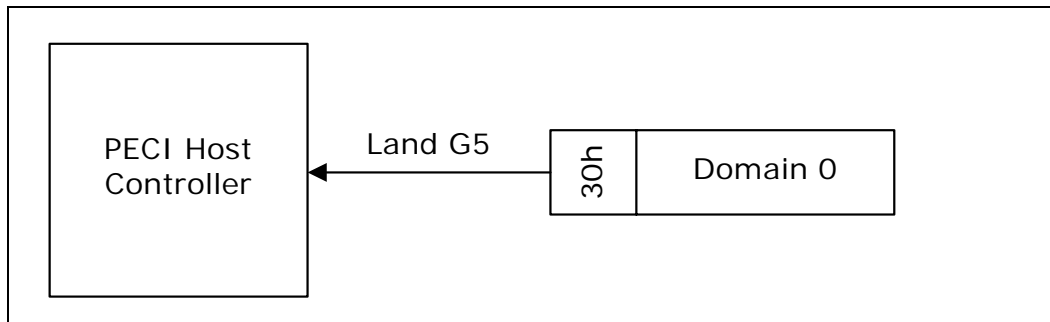 PECI Host
Controller
Land G5
30h
Domain 0